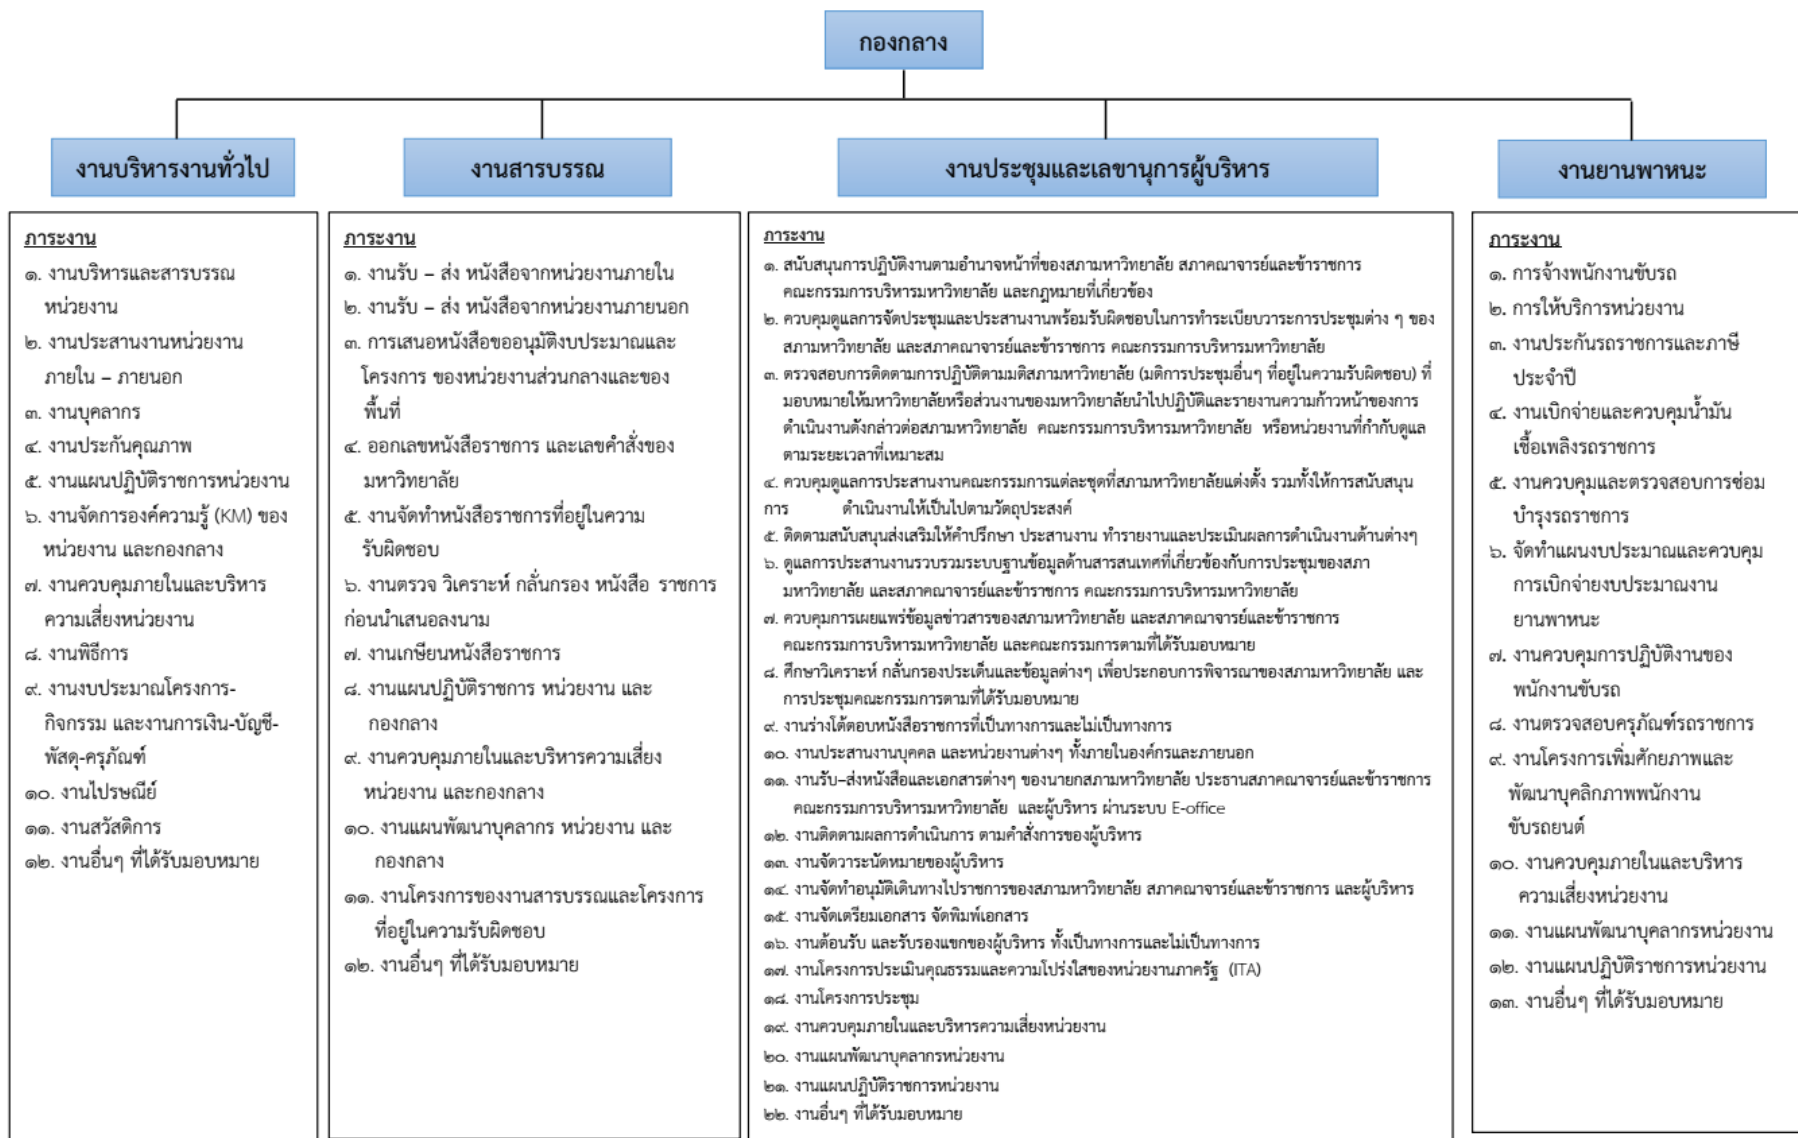 กองกลาง
งานบริหารงานทั่วไป
งานสารบรรณ
งานประชุมและเลขานุการผู้บริหาร
งานยานพาหนะ
ภาระงาน
๑. งานบริหารและสารบรรณ
หน่วยงาน
๒. งานประสานงานหน่วยงาน
ภายใน – ภายนอก
๓. งานบุคลากร
๔. งานประกันคุณภาพ
๕. งานแผนปฏิบัติราชการหน่วยงาน
๖. งานจัดการองค์ความรู้ (KM) ของ
หน่วยงาน และกองกลาง
๗. งานควบคุมภายในและบริหาร
ความเสี่ยงหน่วยงาน
๘. งานพิธีการ
๙. งานงบประมาณโครงการ-
กิจกรรม และงานการเงิน-บัญชี-
พัสดุ-ครุภัณฑ์
๑๐. งานไปรษณีย์
๑๑. งานสวัสดิการ
๑๒. งานอื่นๆ ที่ได้รับมอบหมาย
ภาระงาน
๑. งานรับ – ส่ง หนังสือจากหน่วยงานภายใน
๒. งานรับ – ส่ง หนังสือจากหน่วยงานภายนอก
๓. การเสนอหนังสือขออนุมัติงบประมาณและ
โครงการ ของหน่วยงานส่วนกลางและของ
พื้นที่
๔. ออกเลขหนังสือราชการ และเลขคำสั่งของ
มหาวิทยาลัย
๕. งานจัดทำหนังสือราชการที่อยู่ในความ
รับผิดชอบ
๖. งานตรวจ วิเคราะห์ กลั่นกรอง หนังสือ ราชการ
ก่อนนำเสนอลงนาม
๗. งานเกษียนหนังสือราชการ
๘. งานแผนปฏิบัติราชการ หน่วยงาน และ
กองกลาง
๙. งานควบคุมภายในและบริหารความเสี่ยง
หน่วยงาน และกองกลาง
๑๐. งานแผนพัฒนาบุคลากร หน่วยงาน และ
กองกลาง
๑๑. งานโครงการของงานสารบรรณและโครงการ
ที่อยู่ในความรับผิดชอบ
๑๒. งานอื่นๆ ที่ได้รับมอบหมาย
ภาระงาน
๑. สนับสนุนการปฏิบัติงานตามอำนาจหน้าที่ของสภามหาวิทยาลัย สภาคณาจารย์และข้าราชการ
คณะกรรมการบริหารมหาวิทยาลัย และกฎหมายที่เกี่ยวข้อง
๒. ควบคุมดูแลการจัดประชุมและประสานงานพร้อมรับผิดชอบในการทำระเบียบวาระการประชุมต่าง ๆ ของ
สภามหาวิทยาลัย และสภาคณาจารย์และข้าราชการ คณะกรรมการบริหารมหาวิทยาลัย
๓. ตรวจสอบการติดตามการปฏิบัติตามมติสภามหาวิทยาลัย (มติการประชุมอื่นๆ ที่อยู่ในความรับผิดชอบ) ที่
มอบหมายให้มหาวิทยาลัยหรือส่วนงานของมหาวิทยาลัยนำไปปฏิบัติและรายงานความก้าวหน้าของการ
ดำเนินงานดังกล่าวต่อสภามหาวิทยาลัย คณะกรรมการบริหารมหาวิทยาลัย หรือหน่วยงานที่กำกับดูแล
ตามระยะเวลาที่เหมาะสม
๔. ควบคุมดูแลการประสานงานคณะกรรมการแต่ละชุดที่สภามหาวิทยาลัยแต่งตั้ง รวมทั้งให้การสนับสนุน
การ ดำเนินงานให้เป็นไปตามวัตถุประสงค์
๕. ติดตามสนับสนุนส่งเสริมให้คำปรึกษา ประสานงาน ทำรายงานและประเมินผลการดำเนินงานด้านต่างๆ
๖. ดูแลการประสานงานรวบรวมระบบฐานข้อมูลด้านสารสนเทศที่เกี่ยวข้องกับการประชุมของสภา
มหาวิทยาลัย และสภาคณาจารย์และข้าราชการ คณะกรรมการบริหารมหาวิทยาลัย
๗. ควบคุมการเผยแพร่ข้อมูลข่าวสารของสภามหาวิทยาลัย และสภาคณาจารย์และข้าราชการ
คณะกรรมการบริหารมหาวิทยาลัย และคณะกรรมการตามที่ได้รับมอบหมาย
๘. ศึกษาวิเคราะห์ กลั่นกรองประเด็นและข้อมูลต่างๆ เพื่อประกอบการพิจารณาของสภามหาวิทยาลัย และ
การประชุมคณะกรรมการตามที่ได้รับมอบหมาย
๙. งานร่างโต้ตอบหนังสือราชการที่เป็นทางการและไม่เป็นทางการ
๑๐. งานประสานงานบุคคล และหน่วยงานต่างๆ ทั้งภายในองค์กรและภายนอก
๑๑. งานรับ–ส่งหนังสือและเอกสารต่างๆ ของนายกสภามหาวิทยาลัย ประธานสภาคณาจารย์และข้าราชการ
คณะกรรมการบริหารมหาวิทยาลัย และผู้บริหาร ผ่านระบบ E-office
๑๒. งานติดตามผลการดำเนินการ ตามคำสั่งการของผู้บริหาร
๑๓. งานจัดวาระนัดหมายของผู้บริหาร
๑๔. งานจัดทำอนุมัติเดินทางไปราชการของสภามหาวิทยาลัย สภาคณาจารย์และข้าราชการ และผู้บริหาร
๑๕. งานจัดเตรียมเอกสาร จัดพิมพ์เอกสาร
๑๖. งานต้อนรับ และรับรองแขกของผู้บริหาร ทั้งเป็นทางการและไม่เป็นทางการ
๑๗. งานโครงการประเมินคุณธรรมและความโปร่งใสของหน่วยงานภาครัฐ (ITA)
๑๘. งานโครงการประชุม
๑๙. งานควบคุมภายในและบริหารความเสี่ยงหน่วยงาน
๒๐. งานแผนพัฒนาบุคลากรหน่วยงาน
๒๑. งานแผนปฏิบัติราชการหน่วยงาน
๒๒. งานอื่นๆ ที่ได้รับมอบหมาย
ภาระงาน
๑. การจ้างพนักงานขับรถ
๒. การให้บริการหน่วยงาน
๓. งานประกันรถราชการและภาษี
ประจำปี
๔. งานเบิกจ่ายและควบคุมน้ำมัน
เชื้อเพลิงรถราชการ
๕. งานควบคุมและตรวจสอบการซ่อม
บำรุงรถราชการ
๖. จัดทำแผนงบประมาณและควบคุม
การเบิกจ่ายงบประมาณงาน
ยานพาหนะ
๗. งานควบคุมการปฏิบัติงานของ
พนักงานขับรถ
๘. งานตรวจสอบครุภัณฑ์รถราชการ
๙. งานโครงการเพิ่มศักยภาพและ
พัฒนาบุคลิกภาพพนักงาน
ขับรถยนต์
๑๐. งานควบคุมภายในและบริหาร
ความเสี่ยงหน่วยงาน
๑๑. งานแผนพัฒนาบุคลากรหน่วยงาน
๑๒. งานแผนปฏิบัติราชการหน่วยงาน
๑๓. งานอื่นๆ ที่ได้รับมอบหมาย